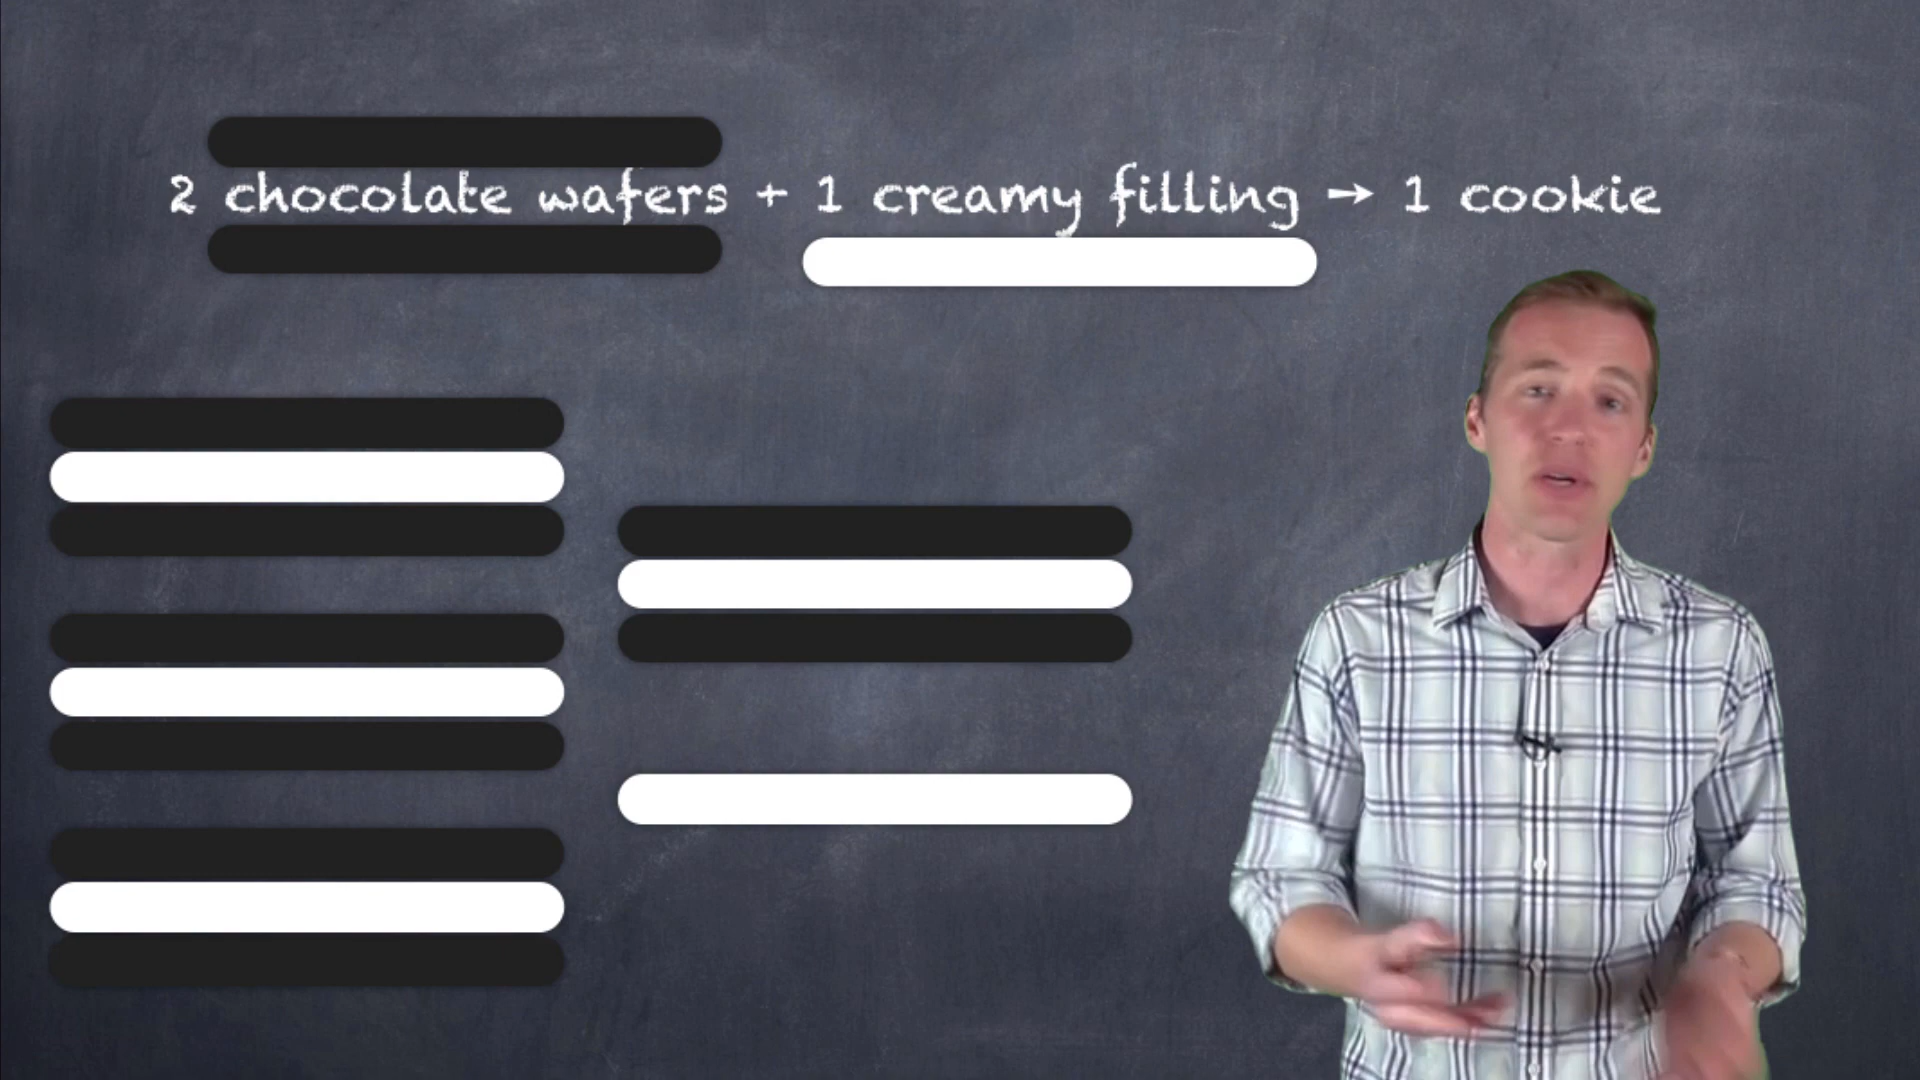 2 chocolate wafers + 1 creamy filling → 1 cookie